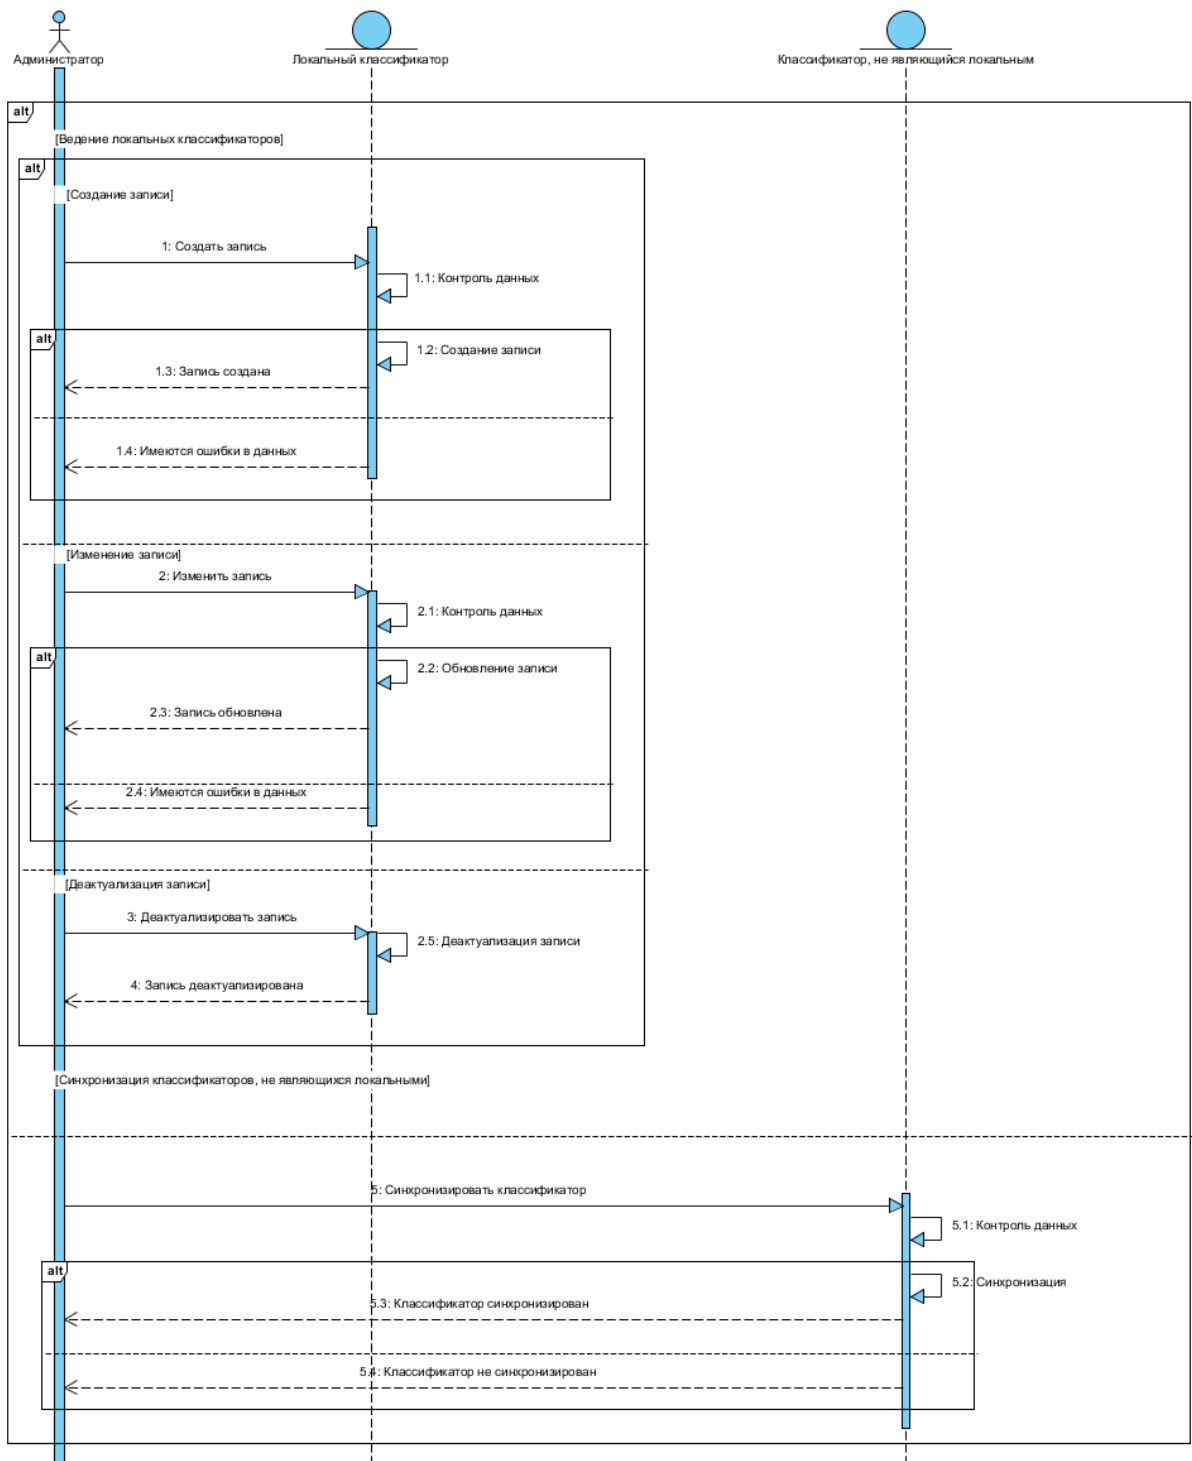 Администратор
Локальный классификатор
Классификатор, не являющийся локальным
alt
[Ведение локальных классификаторов]
alt
[Создание записи]
1: Создать запись
1.1: Контроль данных
alt
1.2: Создание записи
1.3: Запись создана
1.4: Имеются ошибки в данных
[Изменение записи]
2: Изменить запись
2.1: Контроль данных
alt
2.2: Обновление записи
2.3: Запись обновлена
2.4: Имеются ошибки в данных
[Деактуализация записи]
3: Деактуализировать запись
2.5: Деактуализация записи
4: Запись деактуализирована
[Синхронизация классификаторов, не являющихся локальными]
5: Синхронизировать классификатор
5.1: Контроль данных
alt
5.2: Синхронизация
5.3: Классификатор синхронизирован
5.4: Классификатор не синхронизирован